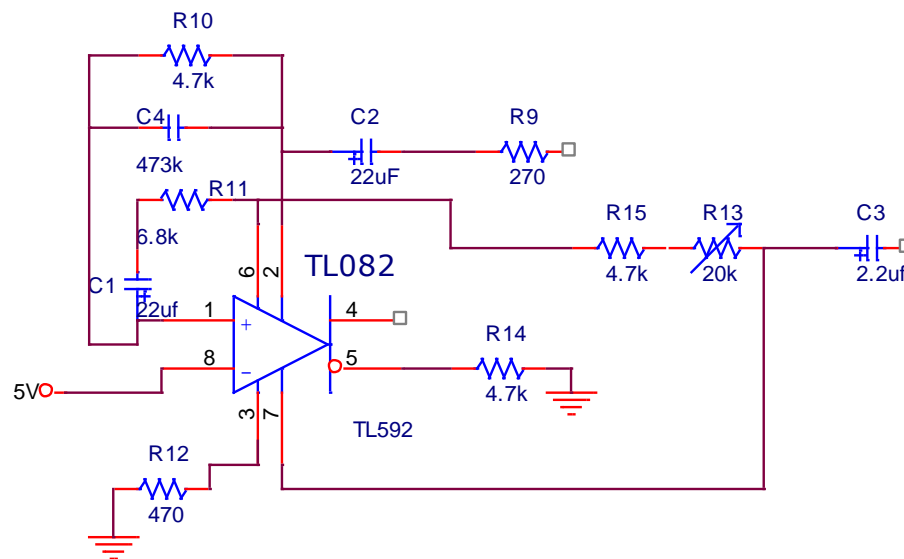 R10
4.7k
C4
473k
C2
22uF
R9
270
R11
6.8k
C1
22uf
R15
4.7k
R13
20k
C3
2.2uf
TL082
6
2
1
8
+
−
4
5
3
7
5V
R14
4.7k
TL592
R12
470